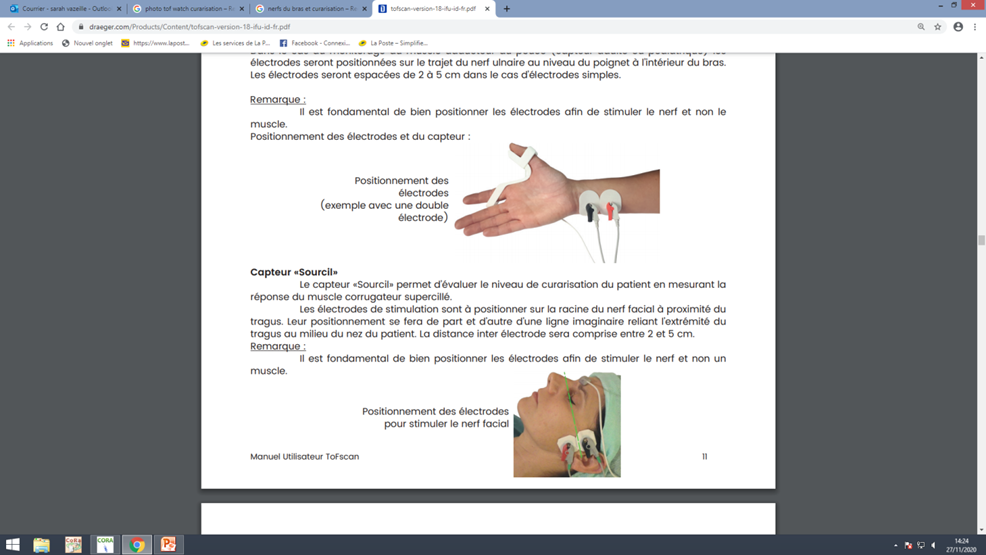 Courrier - sarah vazeille - Outlo
photo tof watch curarisation - R
nerfs du bras et curarisation - R
tofscan-version-18-ifu-id-fr.pdf
draeger.com/Products/Content/tofscan-version-18-ifu-id-fr.pdf
Applications
Nouvel onglet
https://www.lapost...
Les services de La P...
Facebook - Connexi...
La Poste – Simplifie...
électrodes seront positionnées sur le trajet du nerf ulnaire au niveau du poignet à l'intérieur du bras.
Les électrodes seront espacées de 2 à 5 cm dans le cas d'électrodes simples.
Remarque :
Il est fondamental de bien positionner les électrodes afin de stimuler le nerf et non le
muscle.
Positionnement des électrodes et du capteur :
Positionnement des
électrodes
(exemple avec une double
électrode)
Capteur «Sourcil»
Le capteur «Sourcil» permet d'évaluer le niveau de curarisation du patient en mesurant la
réponse du muscle corrugateur supercillé.
Les électrodes de stimulation sont à positionner sur la racine du nerf facial à proximité du
tragus. Leur positionnement se fera de part et d'autre d'une ligne imaginaire reliant l'extrémité du
tragus au milieu du nez du patient. La distance inter électrode sera comprise entre 2 et 5 cm.
Remarque :
Il est fondamental de bien positionner les électrodes afin de stimuler le nerf et non un
muscle.
Positionnement des électrodes
pour stimuler le nerf facial
Manuel Utilisateur ToFscan
11
CORA
14:24
27/11/2020